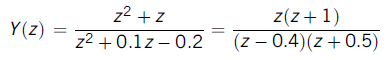 Y(z) = z² + z / z² + 0.1z − 0.2 = z(z + 1) / (z − 0.4)(z + 0.5)